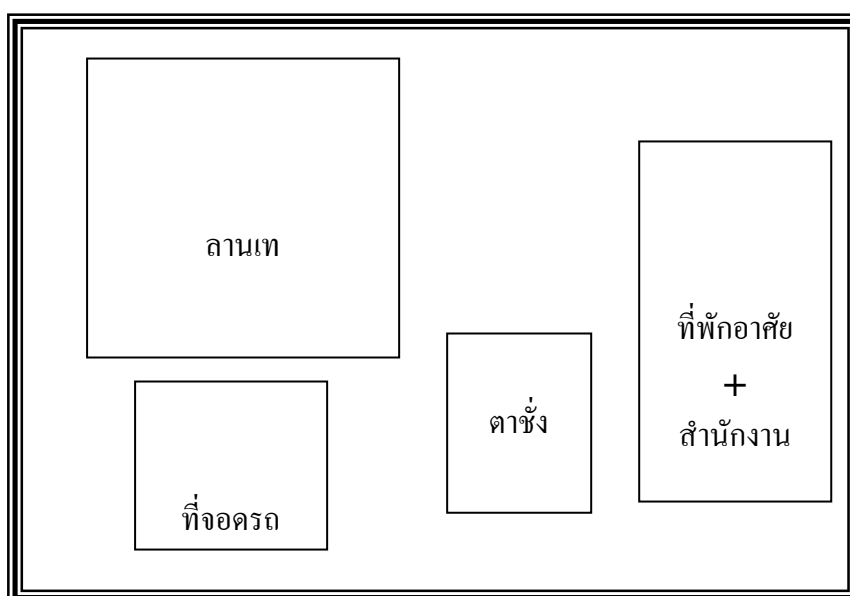 ลานเท
ที่จอดรถ
ตาชั่ง
ที่พักอาศัย
+
สำนักงาน